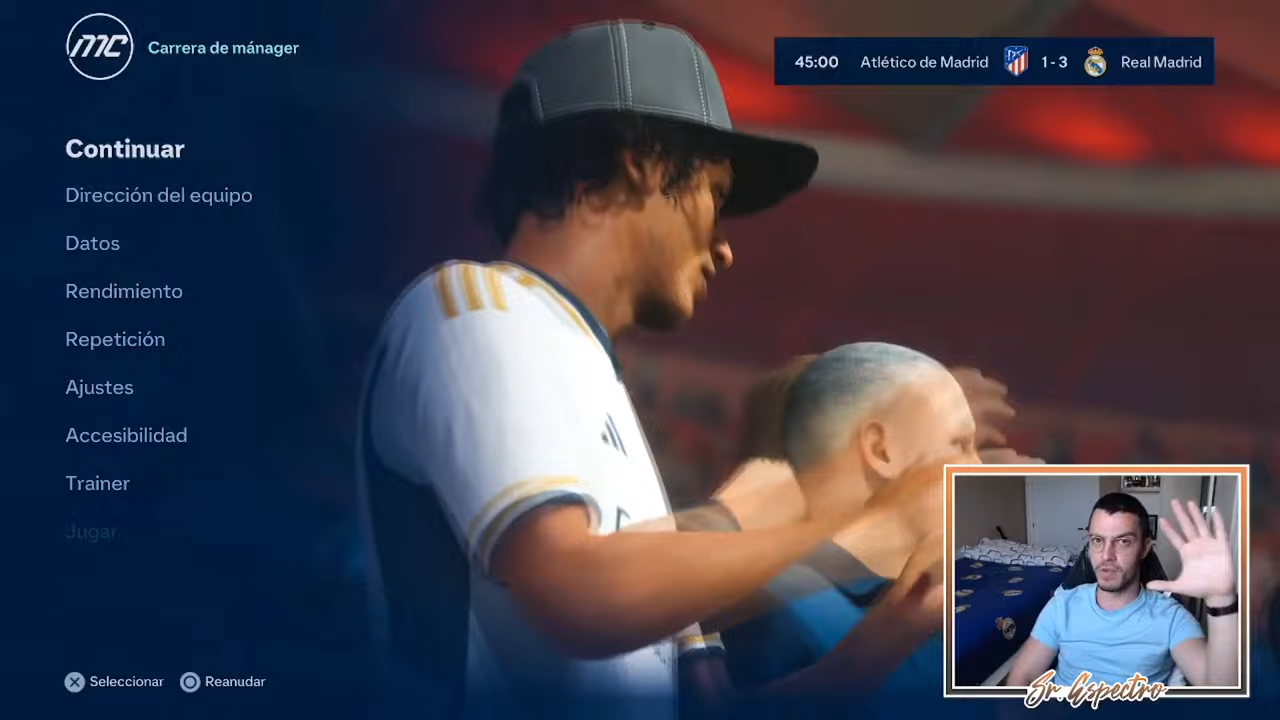 MC
Carrera de mánager
45:00 Atlético de Madrid 1 - 3 Real Madrid
Continuar
Dirección del equipo
Datos
Rendimiento
Repetición
Ajustes
Accesibilidad
Trainer
Jugar
Seleccionar Reanudar
Sr. Espectro